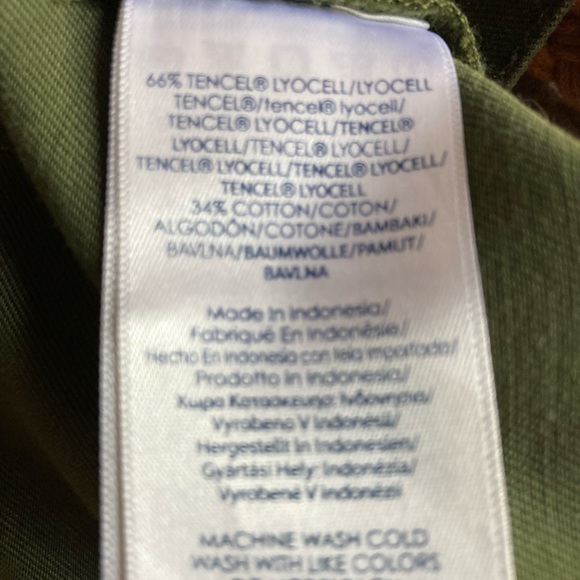 66% TENCEL® LYOCELL/LYOCELL
TENCEL®/tencel® lyocell/
TENCEL® LYOCELL/TENCEL®
LYOCELL/TENCEL® LYOCELL/
TENCEL® LYOCELL/TENCEL® LYOCELL/
TENCEL® LYOCELL
34% COTTON/COTON/
ALGODÓN/COTONE/BAMBAKI/
BAVLNA/BAUMWOLLE/PAMUT/
BAVLNA
Made In Indonesia/
Fabriqué En Indonésie/
Hecho En Indonesia con tela importada/
Prodotto In Indonesia/
Χωρα Κατασκευησ: Ινδονησια/
Vyrobeno V Indonésii/
Hergestellt In Indonesien/
Gyártási Hely: Indonézia/
Vyrobené V indonézii
MACHINE WASH COLD
WASH WITH LIKE COLORS